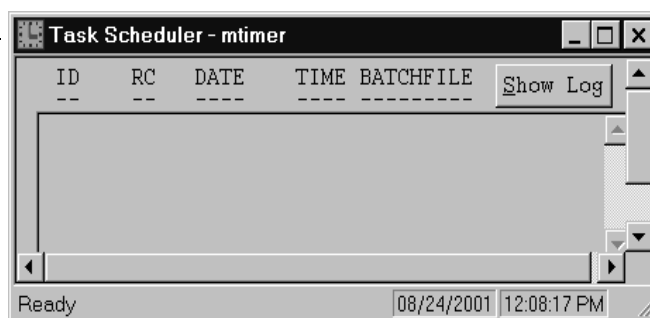 Task Scheduler - mtimer
ID RC DATE TIME BATCHFILE Show Log
-- -- ---- ---- ---------
Ready 08/24/2001 12:08:17 PM